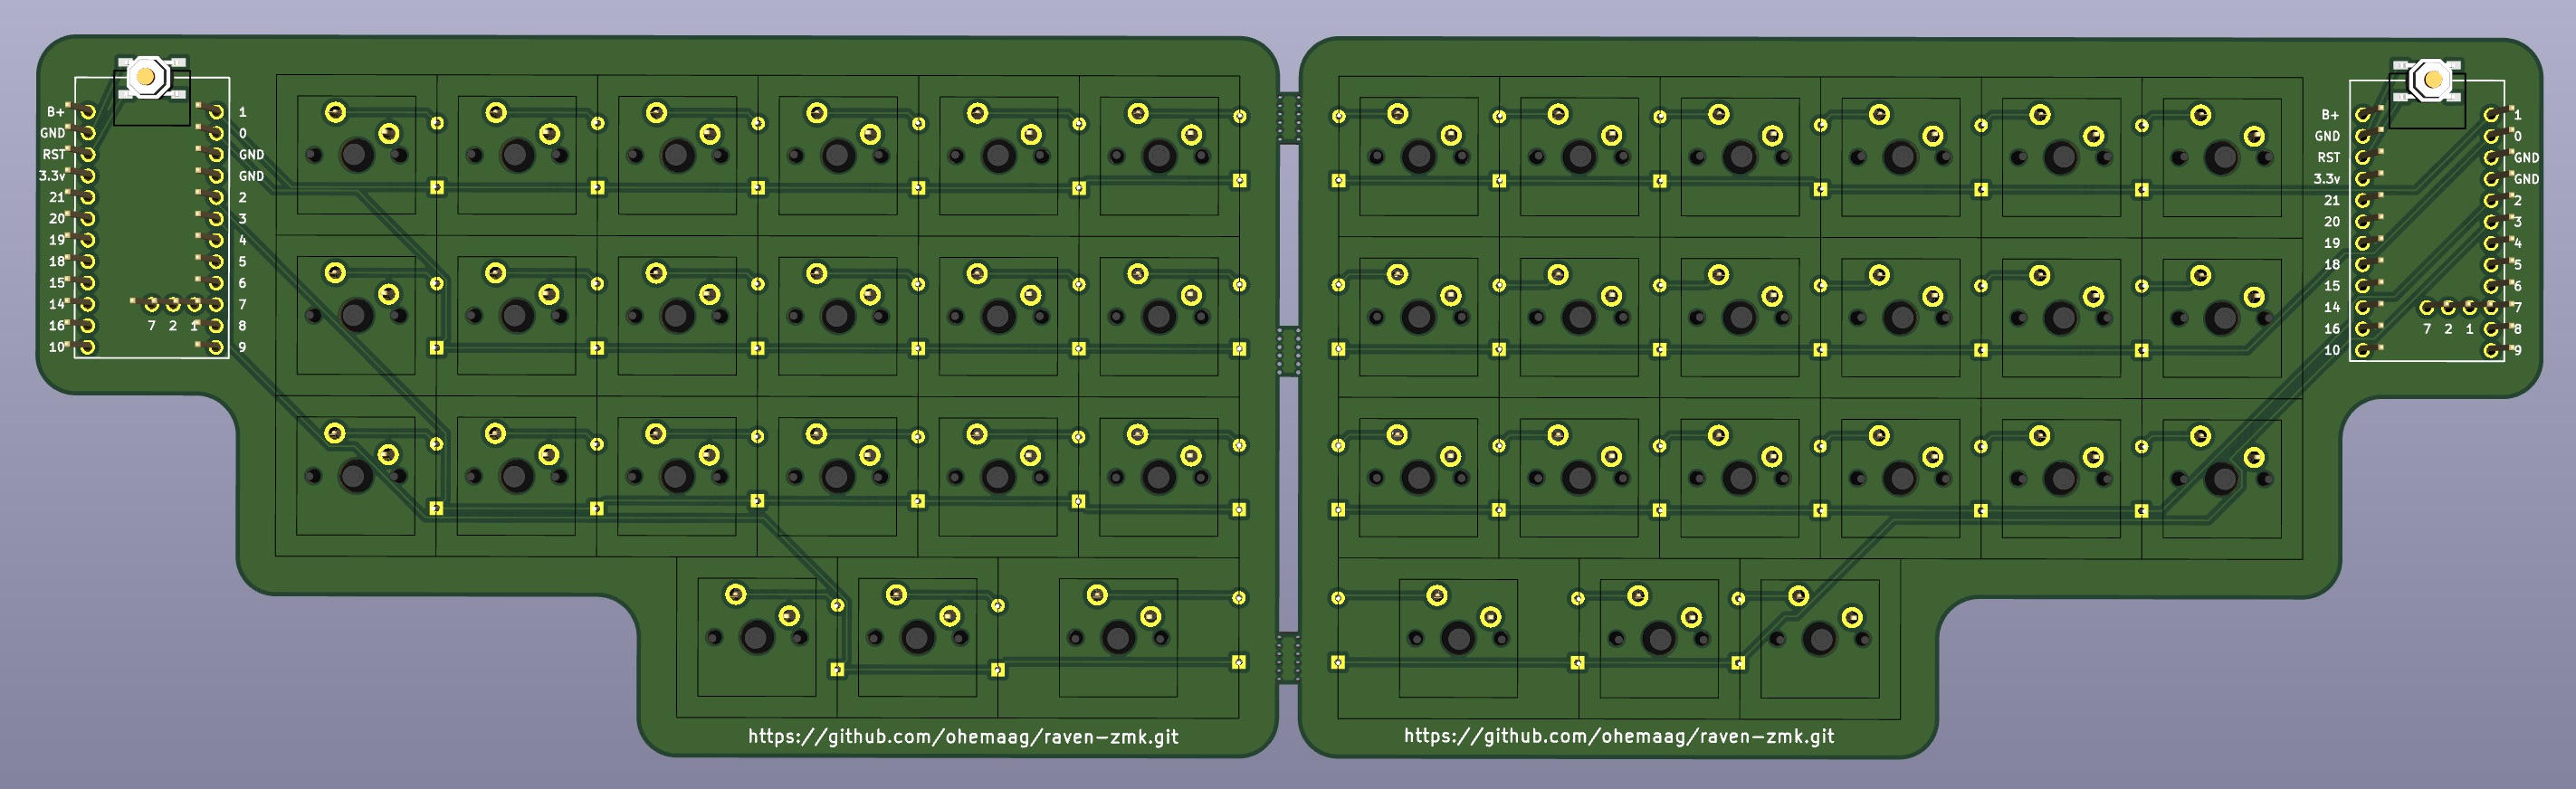 B+ 1
GND 0
RST GND
3.3v GND
21 2
20 3
19 4
18 5
15 6
14 7
7 2 1
16 8
10 9
B+ 1
GND 0
RST GND
3.3v GND
21 2
20 3
19 4
18 5
15 6
14 7
7 2 1
16 8
10 9
https://github.com/ohemaag/raven-zmk.git
https://github.com/ohemaag/raven-zmk.git